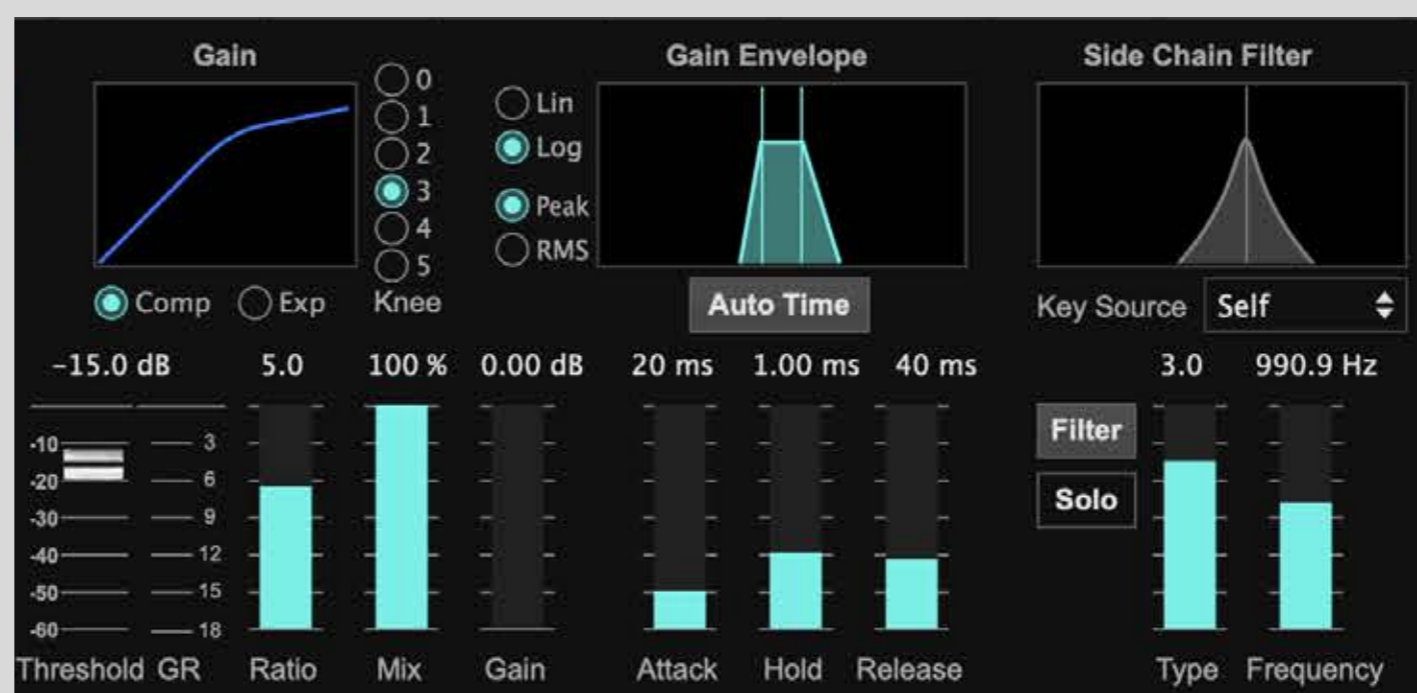 Gain
0
1
2
3
4
5
Knee
Comp Exp
Gain Envelope
Lin
Log
Peak
RMS
Auto Time
Side Chain Filter
Key Source Self
-15.0 dB 5.0 100 % 0.00 dB 20 ms 1.00 ms 40 ms 3.0 990.9 Hz
-10 3
-20 6
-30 9
-40 12
-50 15
-60 18
Filter
Solo
Threshold GR Ratio Mix Gain Attack Hold Release Type Frequency